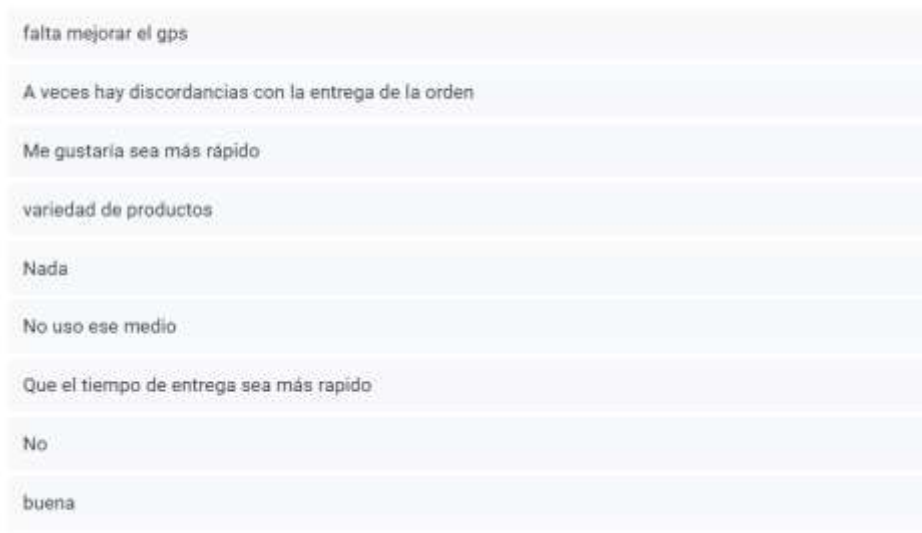 falta mejorar el gps
A veces hay discordancias con la entrega de la orden
Me gustaría sea más rápido
variedad de productos
Nada
No uso ese medio
Que el tiempo de entrega sea más rapido
No
buena